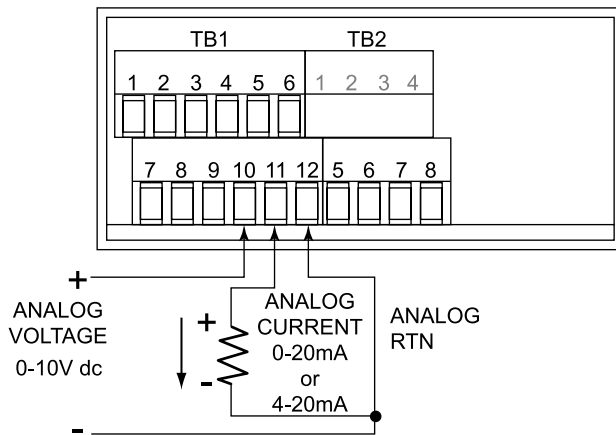 TB1 TB2
1 2 3 4 5 6 1 2 3 4
7 8 9 10 11 12 5 6 7 8
+
ANALOG
VOLTAGE
0-10V dc
-
+
-
ANALOG
CURRENT
0-20mA
or
4-20mA
ANALOG
RTN